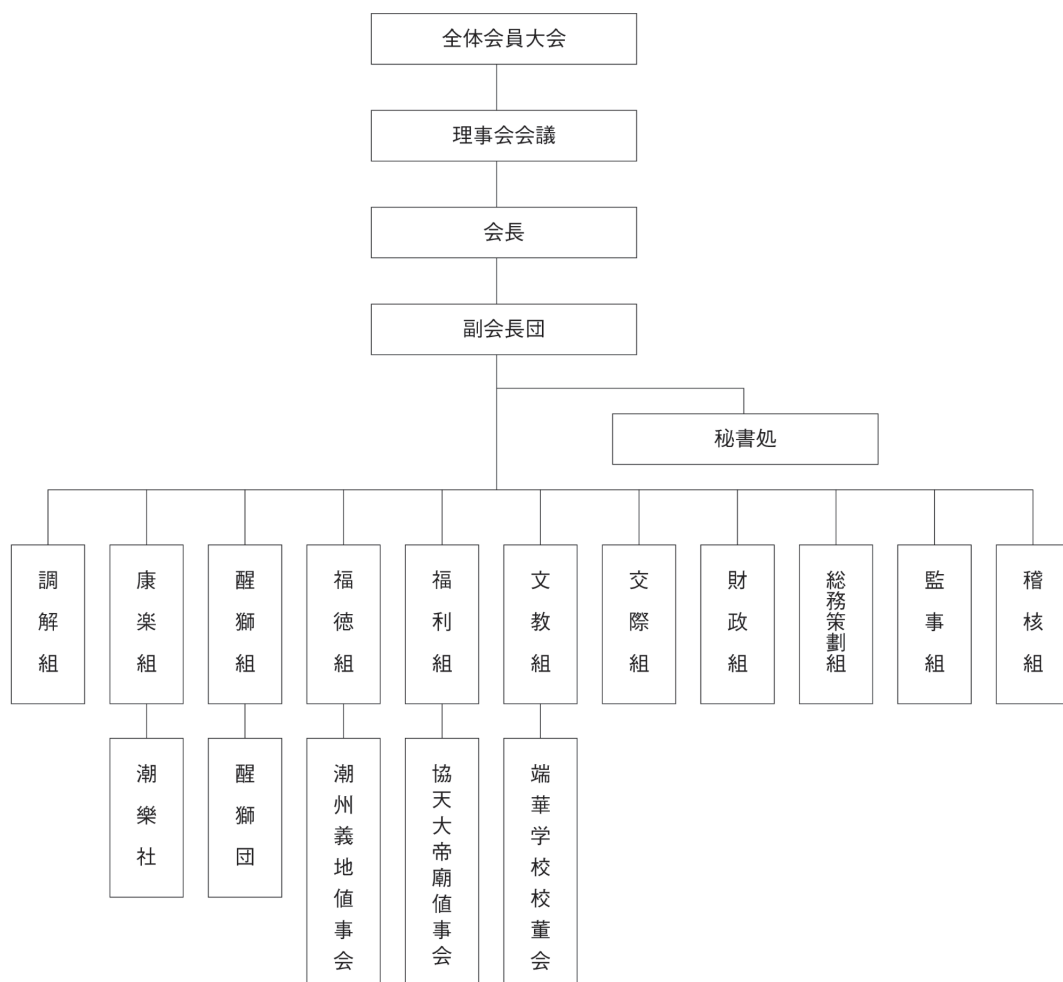 全体会員大会
理事会会議
会長
副会長団
秘書処
調解組
康楽組
醒獅組
福徳組
福利組
文教組
交際組
財政組
総務策劃組
監事組
稽核組
潮樂社
醒獅団
潮州義地値事会
協天大帝廟値事会
端華学校校董会